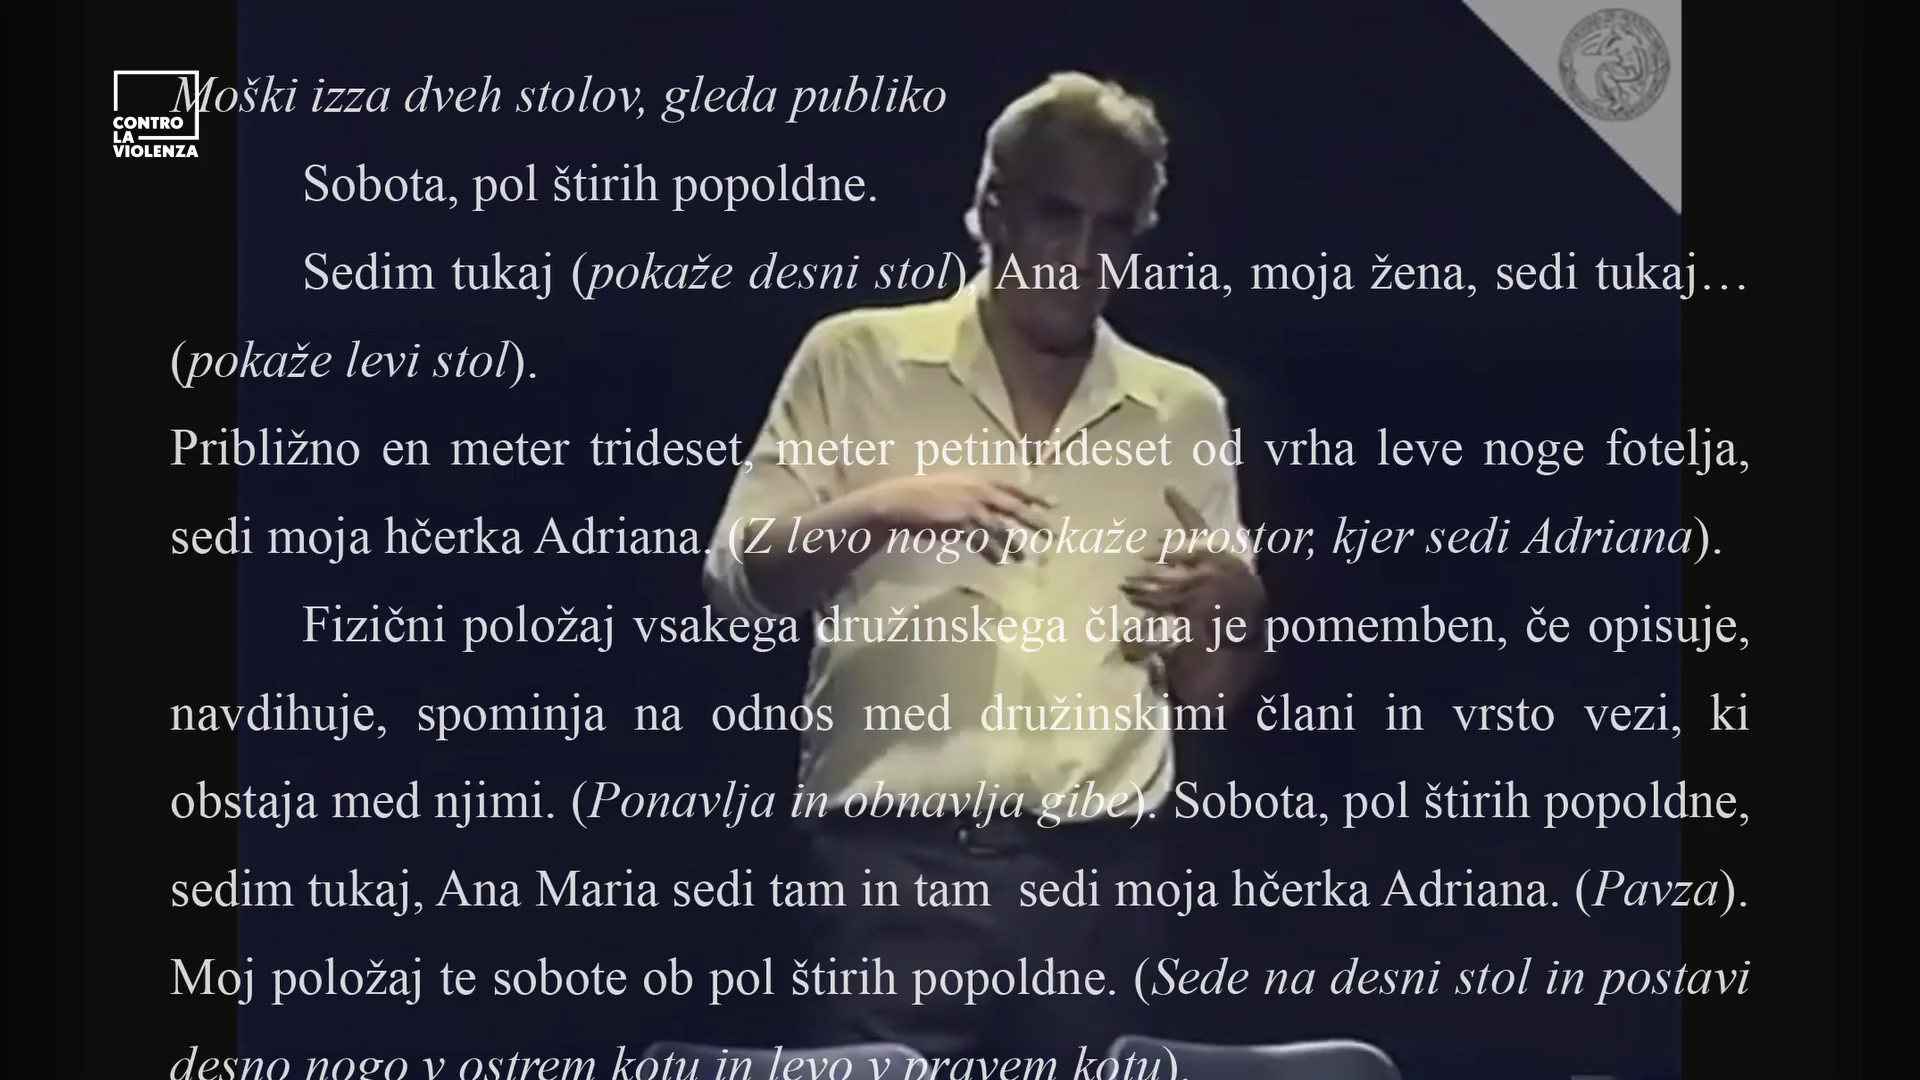 CONTRO
LA
VIOLENZA
Moški izza dveh stolov, gleda publiko
Sobota, pol štirih popoldne.
Sedim tukaj (pokaže desni stol), Ana Maria, moja žena, sedi tukaj…
(pokaže levi stol).
Približno en meter trideset, meter petintrideset od vrha leve noge fotelja,
sedi moja hčerka Adriana. (Z levo nogo pokaže prostor, kjer sedi Adriana).
Fizični položaj vsakega družinskega člana je pomemben, če opisuje,
navdihuje, spominja na odnos med družinskimi člani in vrsto vezi, ki
obstaja med njimi. (Ponavlja in obnavlja gibe). Sobota, pol štirih popoldne,
sedim tukaj, Ana Maria sedi tam in tam sedi moja hčerka Adriana. (Pavza).
Moj položaj te sobote ob pol štirih popoldne. (Sede na desni stol in postavi
desno nogo v ostrem kotu in levo v pravem kotu).